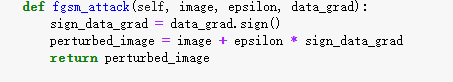 def fgsm_attack(self, image, epsilon, data_grad):
    sign_data_grad = data_grad.sign()
    perturbed_image = image + epsilon * sign_data_grad
    return perturbed_image